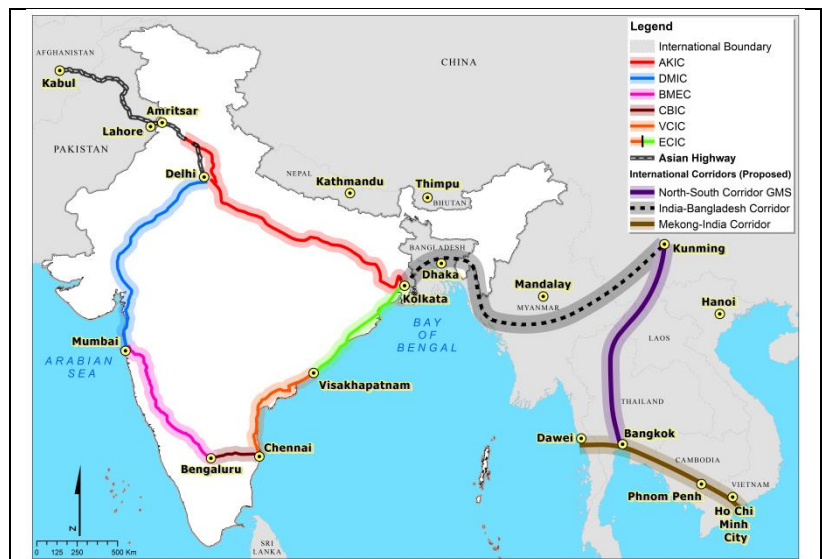 Legend
International Boundary
AKIC
DMIC
BMEC
CBIC
VCIC
ECIC
Asian Highway
International Corridors (Proposed)
North-South Corridor GMS
India-Bangladesh Corridor
Mekong-India Corridor
AFGHANISTAN
Kabul
CHINA
Amritsar
Lahore
PAKISTAN
Delhi
NEPAL
Kathmandu
Thimpu
BHUTAN
BANGLADESH
Dhaka
Kolkata
Kunming
Mandalay
MYANMAR
Hanoi
LAOS
BAY
OF
BENGAL
Mumbai
ARABIAN
SEA
Visakhapatnam
THAILAND
Dawei
Bangkok
CAMBODIA
Bengaluru
Chennai
Phnom Penh
VIETNAM
Ho Chi
Minh
City
SRI
LANKA
N
0 125 250 500 Km